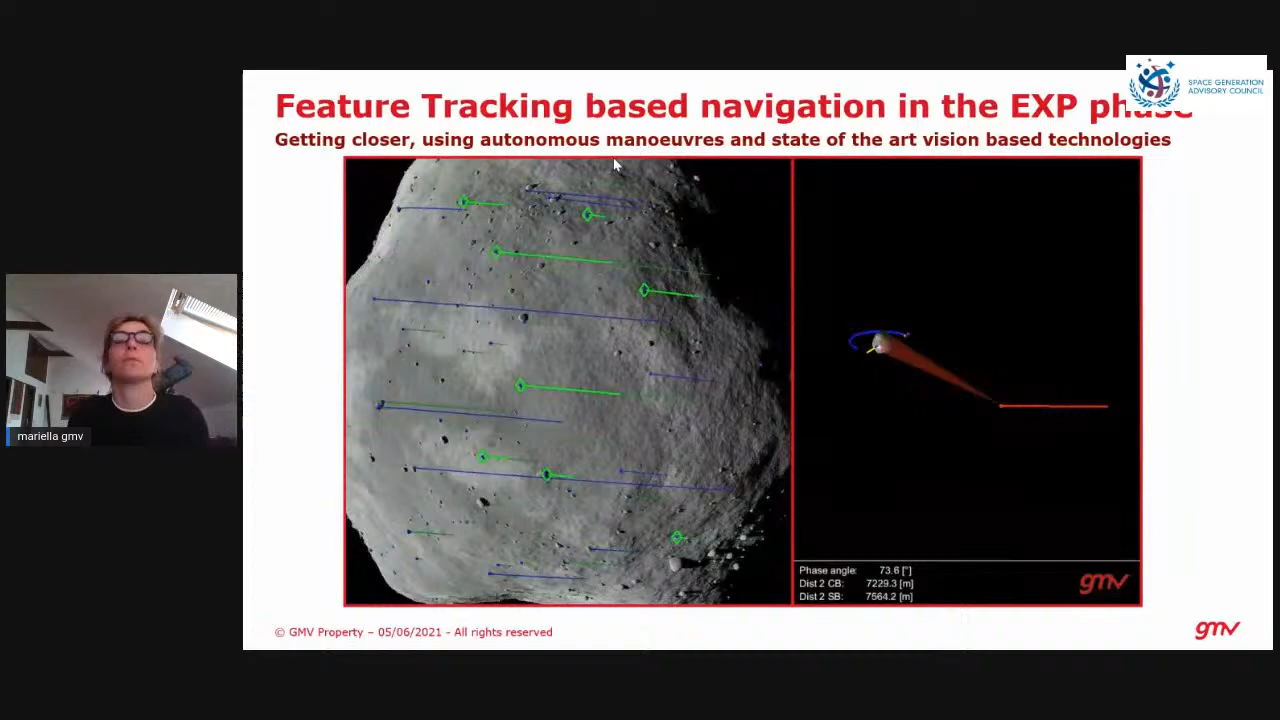 Feature Tracking based navigation in the EXP phase
SPACE GENERATION
ADVISORY COUNCIL
Getting closer, using autonomous manoeuvres and state of the art vision based technologies
mariella gmv
Phase angle: 73.6 [°]
Dist 2 CB: 7229.3 [m]
Dist 2 SB: 7564.2 [m]
gmv
© GMV Property – 05/06/2021 - All rights reserved
gmv